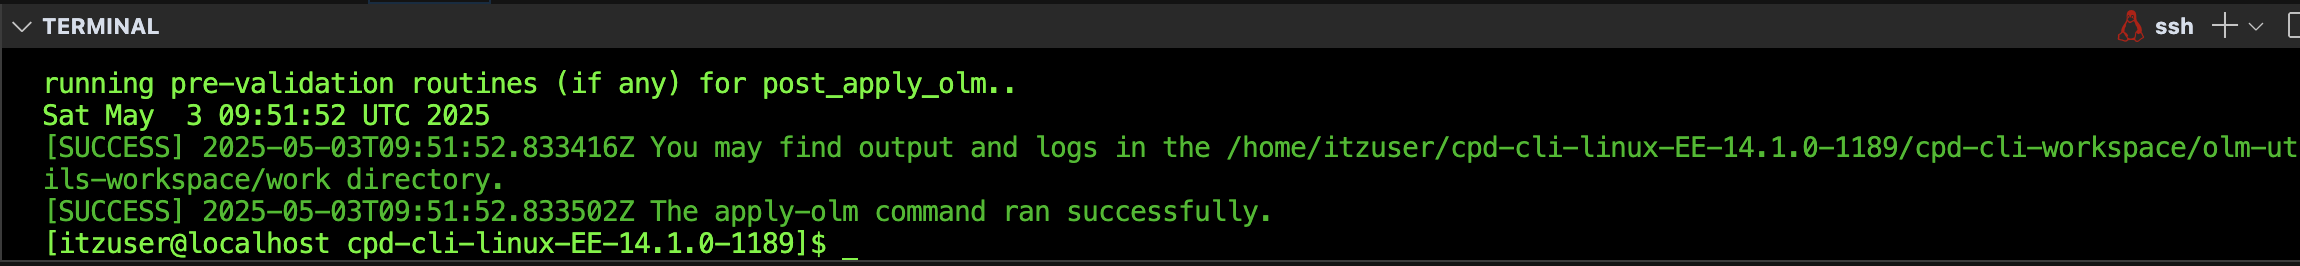 TERMINAL
ssh
running pre-validation routines (if any) for post_apply_olm..
Sat May  3 09:51:52 UTC 2025
[SUCCESS] 2025-05-03T09:51:52.833416Z You may find output and logs in the /home/itzuser/cpd-cli-linux-EE-14.1.0-1189/cpd-cli-workspace/olm-ut
ils-workspace/work directory.
[SUCCESS] 2025-05-03T09:51:52.833502Z The apply-olm command ran successfully.
[itzuser@localhost cpd-cli-linux-EE-14.1.0-1189]$ _